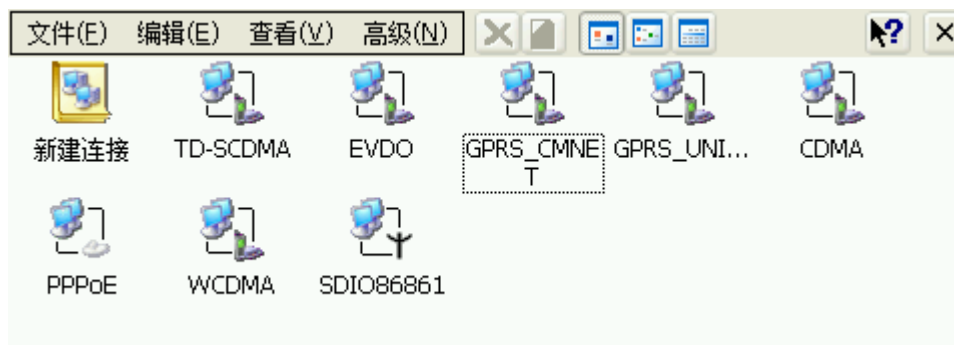 文件(F) 编辑(E) 查看(V) 高级(N)
新建连接 TD-SCDMA EVDO GPRS_CMNE GPRS_UNI... CDMA
T
PPPoE WCDMA SDIO86861